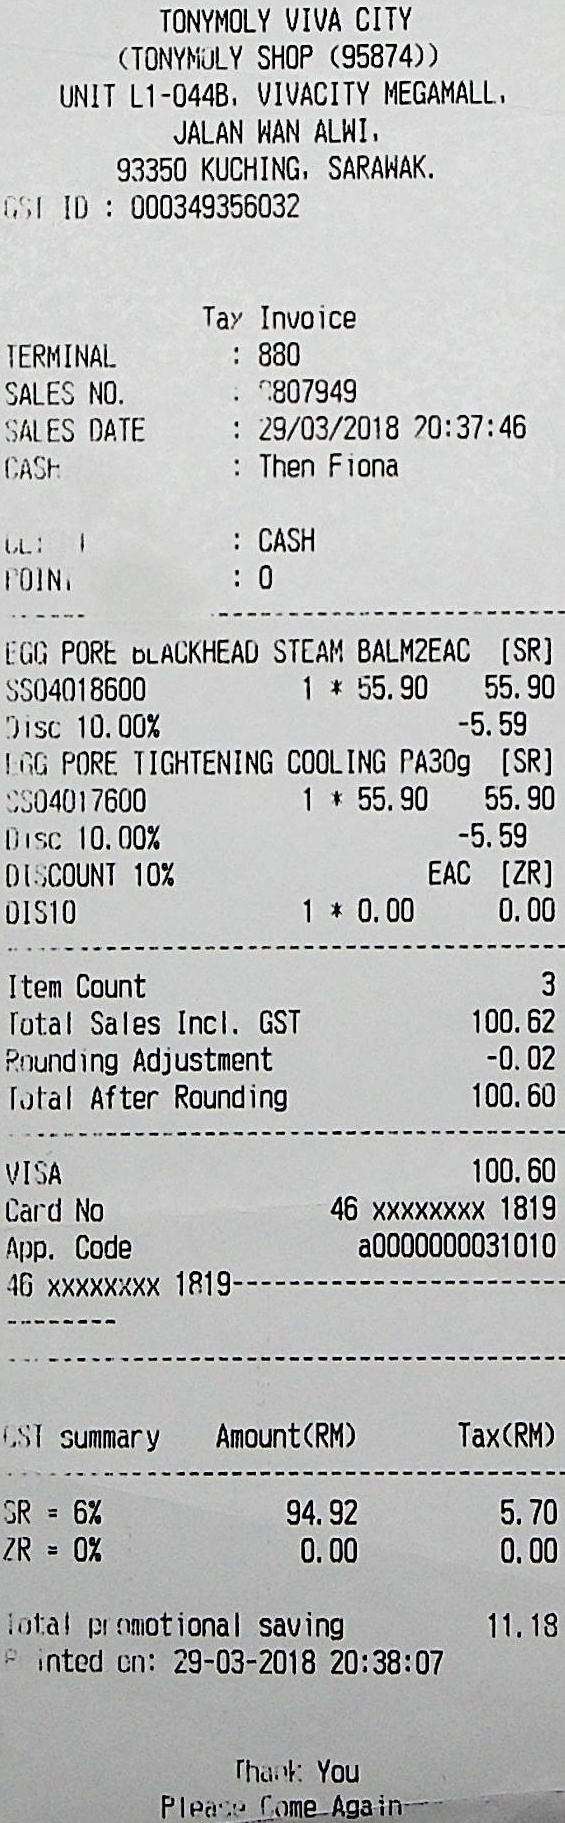 TONYMOLY VIVA CITY
(TONYMOLY SHOP (95874))
UNIT L1-044B, VIVACITY MEGAMALL,
JALAN WAN ALWI,
93350 KUCHING, SARAWAK.
GST ID : 000349356032
Tax Invoice
TERMINAL : 880
SALES NO. : 807949
SALES DATE : 29/03/2018 20:37:46
CASH : Then Fiona
: CASH
POINT : 0
EGG PORE BLACKHEAD STEAM BALM2EAC [SR]
SS04018600 1 * 55.90 55.90
Disc 10.00% -5.59
EGG PORE TIGHTENING COOLING PA30g [SR]
SS04017600 1 * 55.90 55.90
Disc 10.00% -5.59
DISCOUNT 10% EAC [ZR]
DIS10 1 * 0.00 0.00
Item Count 3
Total Sales Incl. GST 100.62
Rounding Adjustment -0.02
Total After Rounding 100.60
VISA 100.60
Card No 46 xxxxxxxx 1819
App. Code a0000000031010
46 xxxxxxxx 1819--------------------
--------
GST summary Amount(RM) Tax(RM)
SR = 6% 94.92 5.70
ZR = 0% 0.00 0.00
Total promotional saving 11.18
Printed on: 29-03-2018 20:38:07
Thank You
Please Come Again